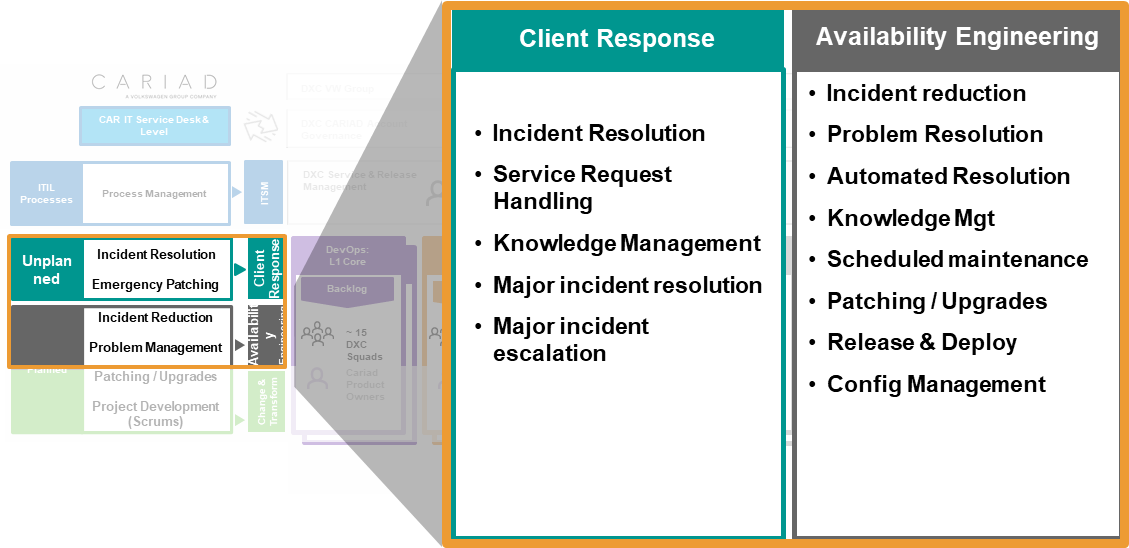 CARIAD
A VOLKSWAGEN GROUP COMPANY
CAR IT Service Desk &
Level
ITIL
Processes
Process Management
ITSM
DXC Service & Release
Management
Unplan
ned
Incident Resolution
Emergency Patching
Client
Response
Incident Reduction
Problem Management
Availabilit
y
Engineering
Planned
Patching / Upgrades
Project Development
(Scrums)
Change &
Transform
DevOps:
L1 Core
Backlog
~ 15
DXC
Squads
Cariad
Product
Owners
Client Response
• Incident Resolution
• Service Request
Handling
• Knowledge Management
• Major incident resolution
• Major incident
escalation
Availability Engineering
• Incident reduction
• Problem Resolution
• Automated Resolution
• Knowledge Mgt
• Scheduled maintenance
• Patching / Upgrades
• Release & Deploy
• Config Management